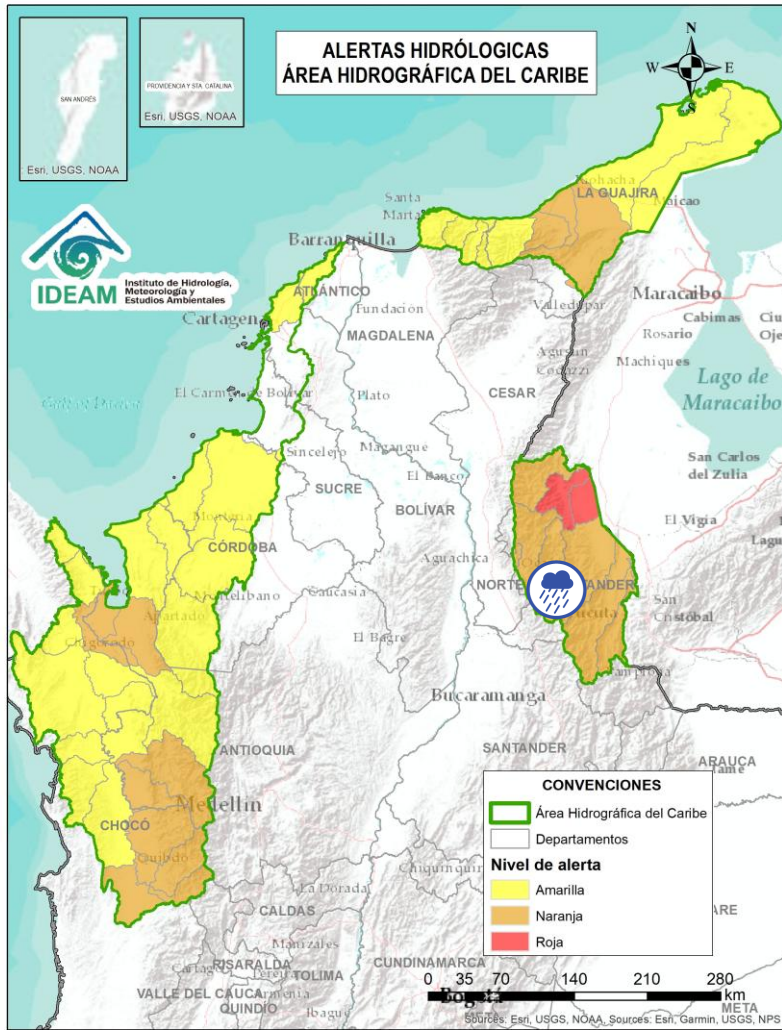 ALERTAS HIDRÓLOGICAS
ÁREA HIDROGRÁFICA DEL CARIBE
SAN ANDRÉS
PROVIDENCIA Y STA. CATALINA
Esri, USGS, NOAA
Esri, USGS, NOAA
N
W
E
S
IDEAM
Instituto de Hidrología,
Meteorología y
Estudios Ambientales
LA GUAJIRA
Maicao
Santa
Marta
Barranquilla
ATLÁNTICO
Cartagena
Fundación
MAGDALENA
Valledupar
Maracaibo
Cabimas
Rosario
Machiques
Agustín
Codazzi
CESAR
Lago de
Maracaibo
El Carmen de Bolívar
Plato
Sincelejo
Magangue
SUCRE
El Banco
BOLÍVAR
San Carlos
del Zulia
El Vigía
Montería
CÓRDOBA
Aguachica
NORTE
Cúcuta
San
Cristóbal
Montelíbano
Caucasia
Apartado
Chigorodó
El Bagre
Bucaramanga
SANTANDER
ANTIOQUIA
ARAUCA
Medellín
CHOCÓ
Quibdó
La Dorada
CALDAS
Manizales
RISARALDA
Pereira
TOLIMA
CUNDINAMARCA
VALLE DEL CAUCA
Armenia
QUINDÍO
Ibague
Bogotá
META
CONVENCIONES
Área Hidrográfica del Caribe
Departamentos
Nivel de alerta
Amarilla
Naranja
Roja
0 35 70 140 210 280
km
Sources: Esri, USGS, NOAA, Sources: Esri, Garmin, USGS, NPS